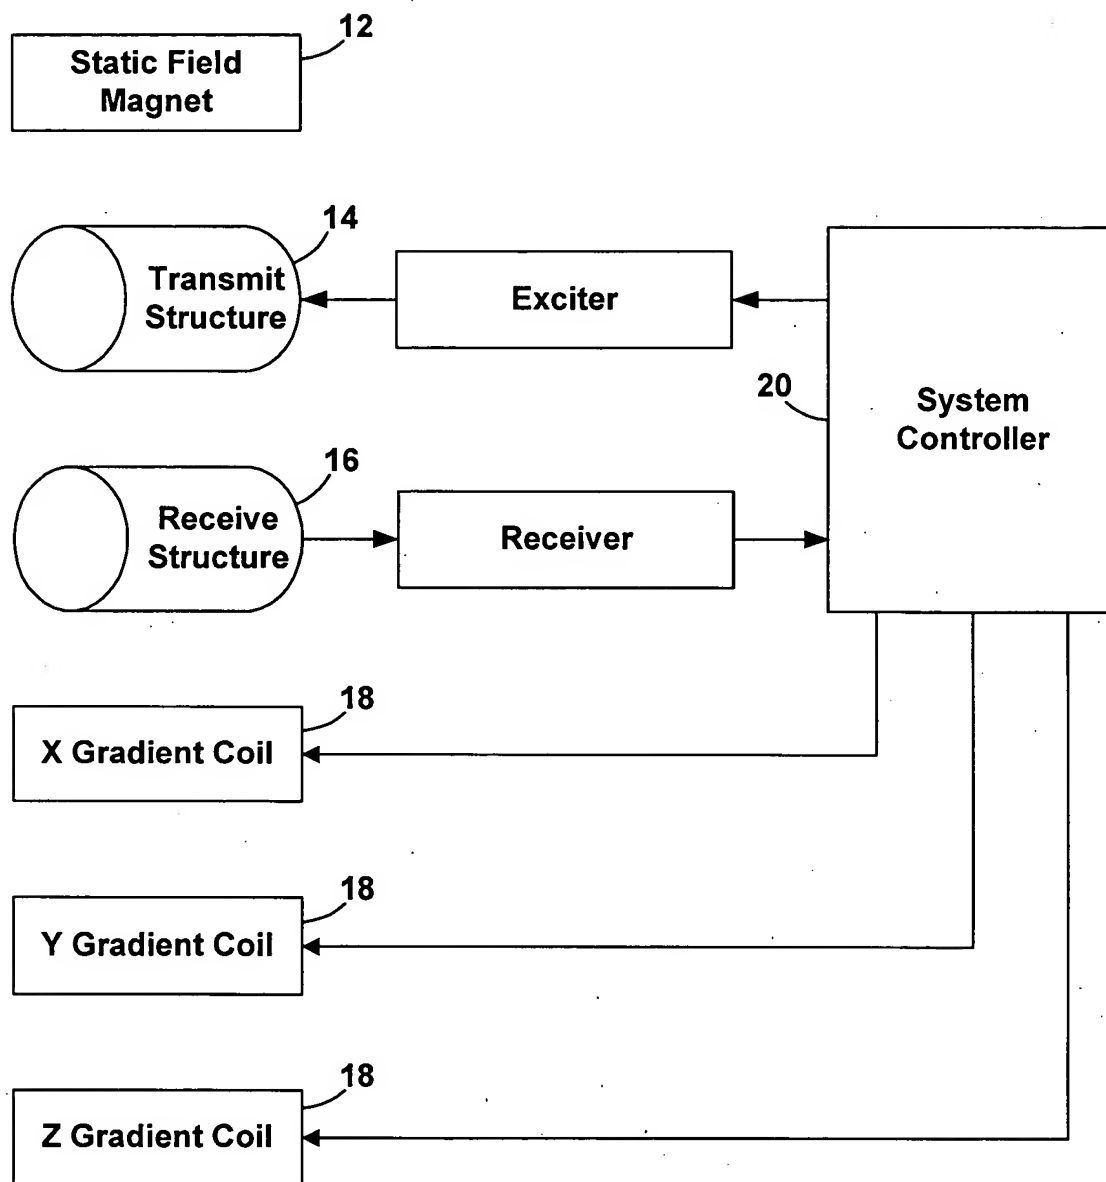 12
Static Field
Magnet
14
Transmit
Structure
Exciter
20
System
Controller
16
Receive
Structure
Receiver
18
X Gradient Coil
18
Y Gradient Coil
18
Z Gradient Coil